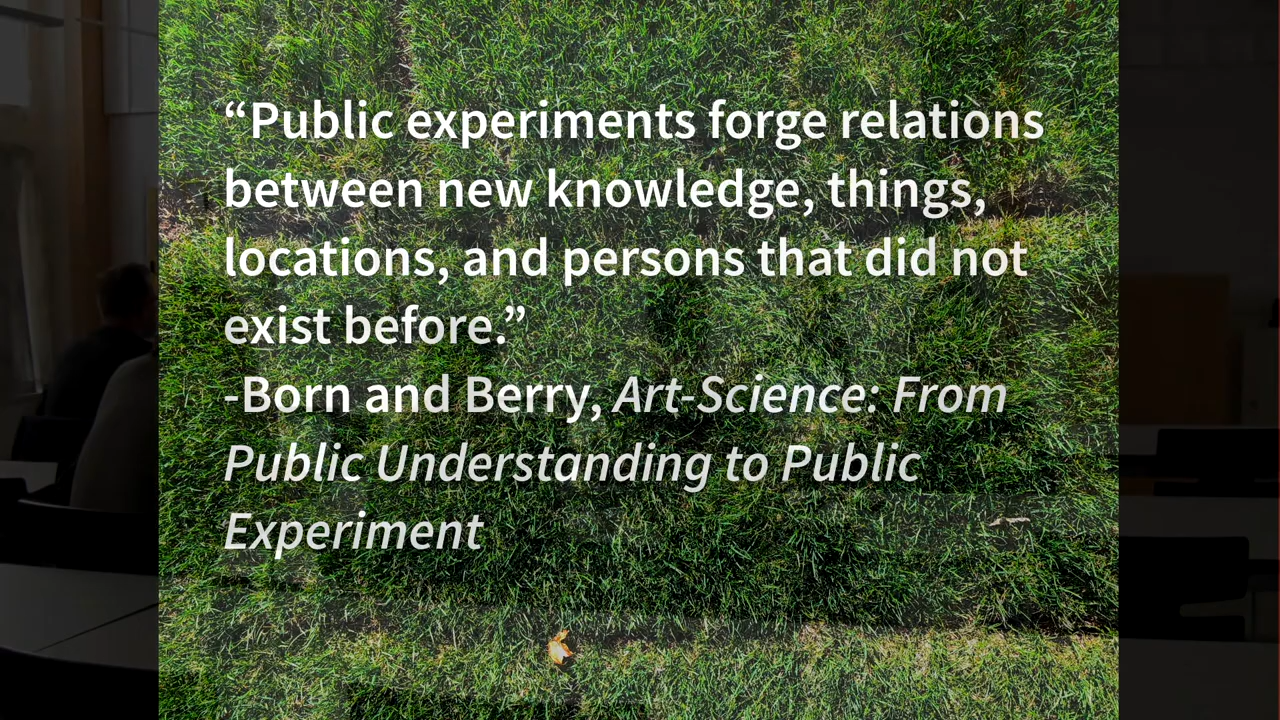 “Public experiments forge relations
between new knowledge, things,
locations, and persons that did not
exist before.”
-Born and Berry, Art-Science: From
Public Understanding to Public
Experiment